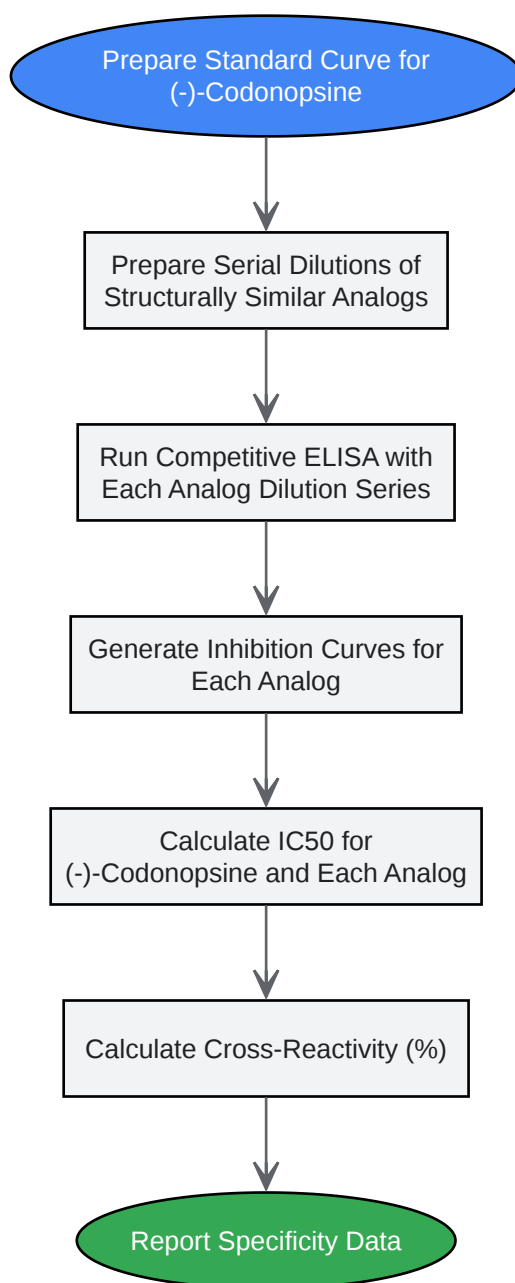 Prepare Standard Curve for
(-)-Codonopsine
Prepare Serial Dilutions of
Structurally Similar Analogs
Run Competitive ELISA with
Each Analog Dilution Series
Generate Inhibition Curves for
Each Analog
Calculate IC50 for
(-)-Codonopsine and Each Analog
Calculate Cross-Reactivity (%)
Report Specificity Data